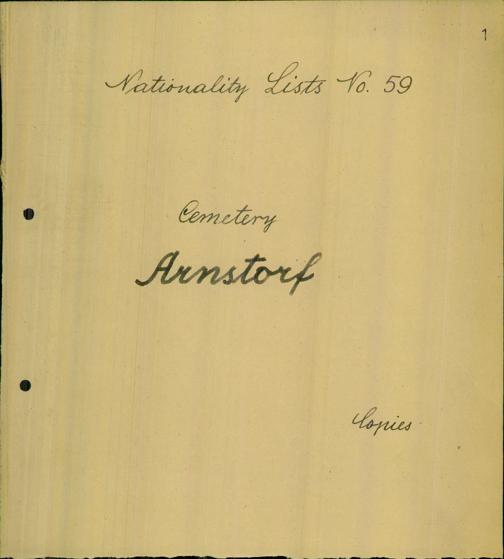 1
Nationality Lists No. 59
Cemetery
Arnstorf
Copies